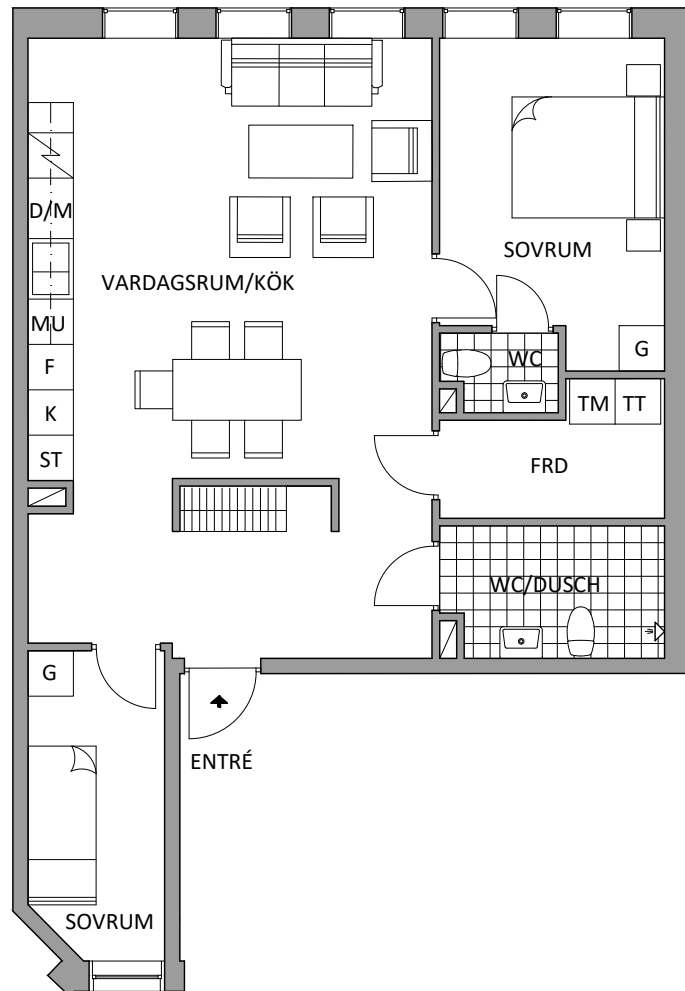 D/M
SOVRUM
VARDAGSRUM/KÖK
MU
WC
G
F
K
TM TT
ST
FRD
WC/DUSCH
G
ENTRÉ
SOVRUM